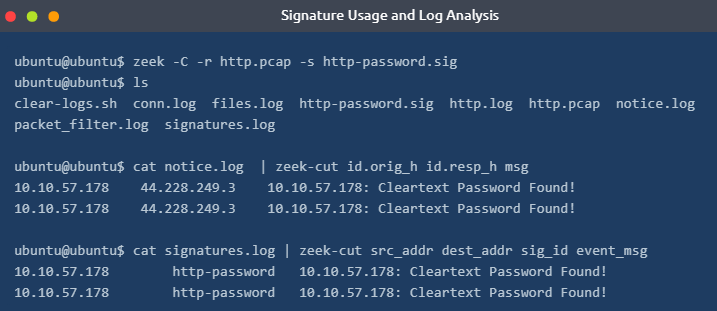 Signature Usage and Log Analysis
ubuntu@ubuntu$ zeek -C -r http.pcap -s http-password.sig
ubuntu@ubuntu$ ls
clear-logs.sh  conn.log  files.log  http-password.sig  http.log  http.pcap  notice.log
packet_filter.log  signatures.log
ubuntu@ubuntu$ cat notice.log  | zeek-cut id.orig_h id.resp_h msg
10.10.57.178    44.228.249.3    10.10.57.178: Cleartext Password Found!
10.10.57.178    44.228.249.3    10.10.57.178: Cleartext Password Found!
ubuntu@ubuntu$ cat signatures.log | zeek-cut src_addr dest_addr sig_id event_msg
10.10.57.178        http-password   10.10.57.178: Cleartext Password Found!
10.10.57.178        http-password   10.10.57.178: Cleartext Password Found!